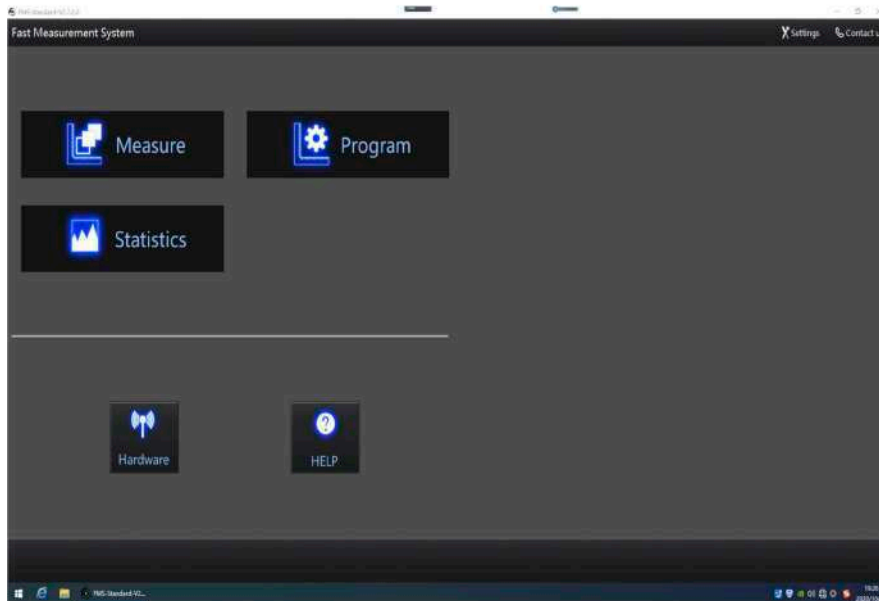 Fast Measurement System
Settings
Contact u
Measure
Program
Statistics
Hardware
HELP